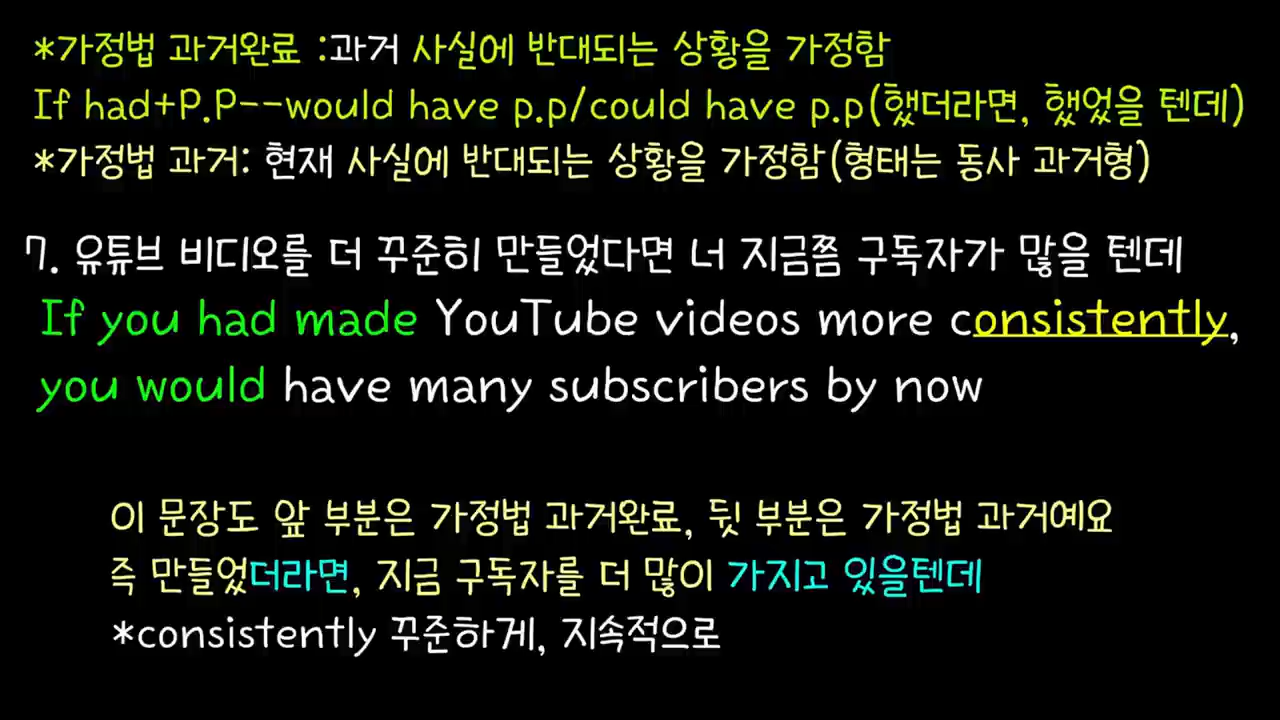 *가정법 과거완료 :과거 사실에 반대되는 상황을 가정함
If had+P.P--would have p.p/could have p.p(했더라면, 했었을 텐데)
*가정법 과거: 현재 사실에 반대되는 상황을 가정함(형태는 동사 과거형)
7. 유튜브 비디오를 더 꾸준히 만들었다면 너 지금쯤 구독자가 많을 텐데
If you had made YouTube videos more consistently,
you would have many subscribers by now
이 문장도 앞 부분은 가정법 과거완료, 뒷 부분은 가정법 과거예요
즉 만들었더라면, 지금 구독자를 더 많이 가지고 있을텐데
*consistently 꾸준하게, 지속적으로